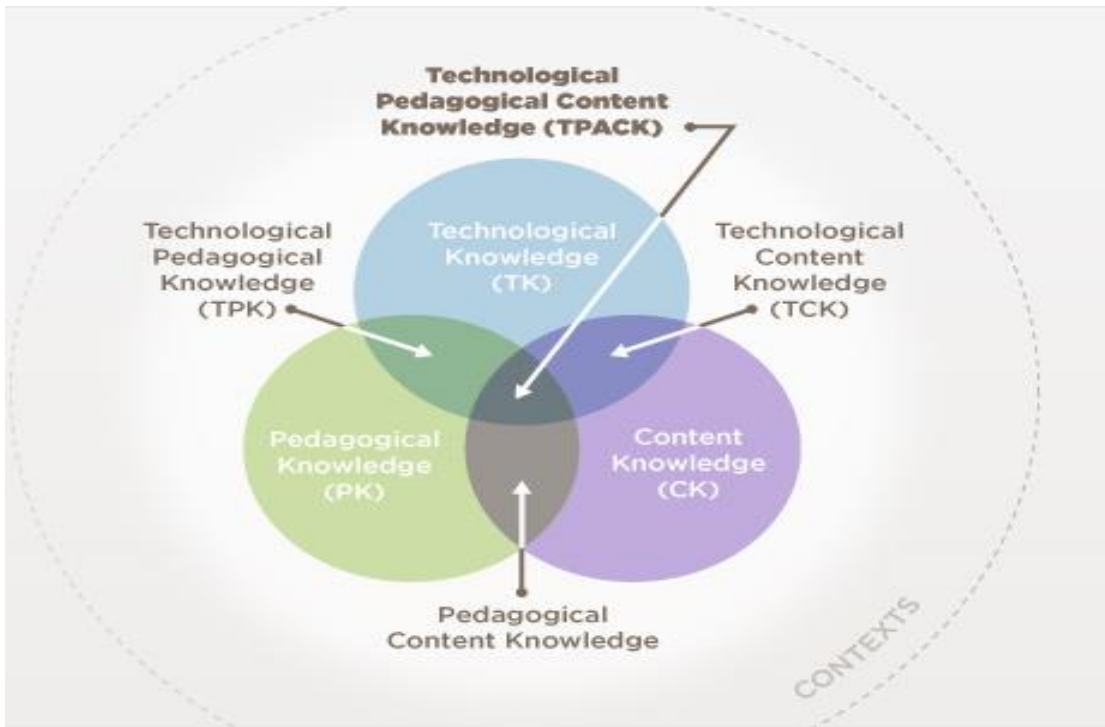 Technological
Pedagogical Content
Knowledge (TPACK)
Technological
Pedagogical
Knowledge
(TPK)
Technological
Knowledge
(TK)
Technological
Content
Knowledge
(TCK)
Pedagogical
Knowledge
(PK)
Content
Knowledge
(CK)
Pedagogical
Content Knowledge
CONTEXTS